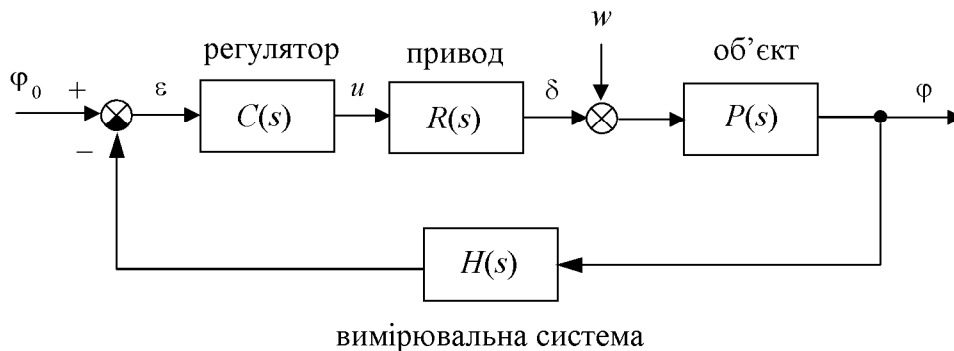 регулятор
привод
w
об’єкт
φ₀
+
ε
C(s)
u
R(s)
δ
P(s)
φ
−
H(s)
вимірювальна система